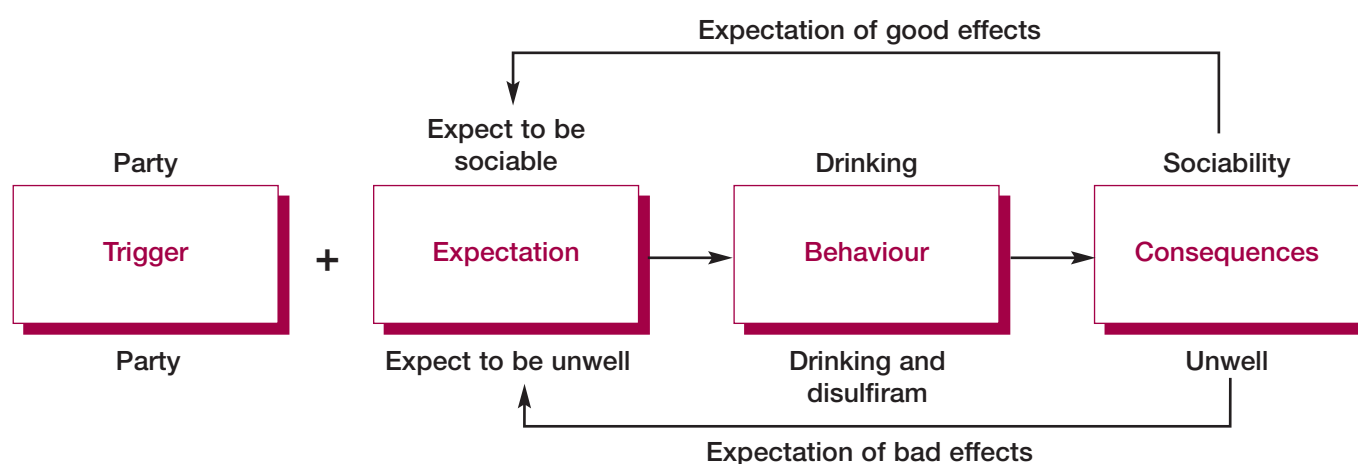 Expectation of good effects
Expect to be
sociable
Party
Drinking
Sociability
Trigger
+
Expectation
Behaviour
Consequences
Party
Expect to be unwell
Drinking and
disulfiram
Unwell
Expectation of bad effects